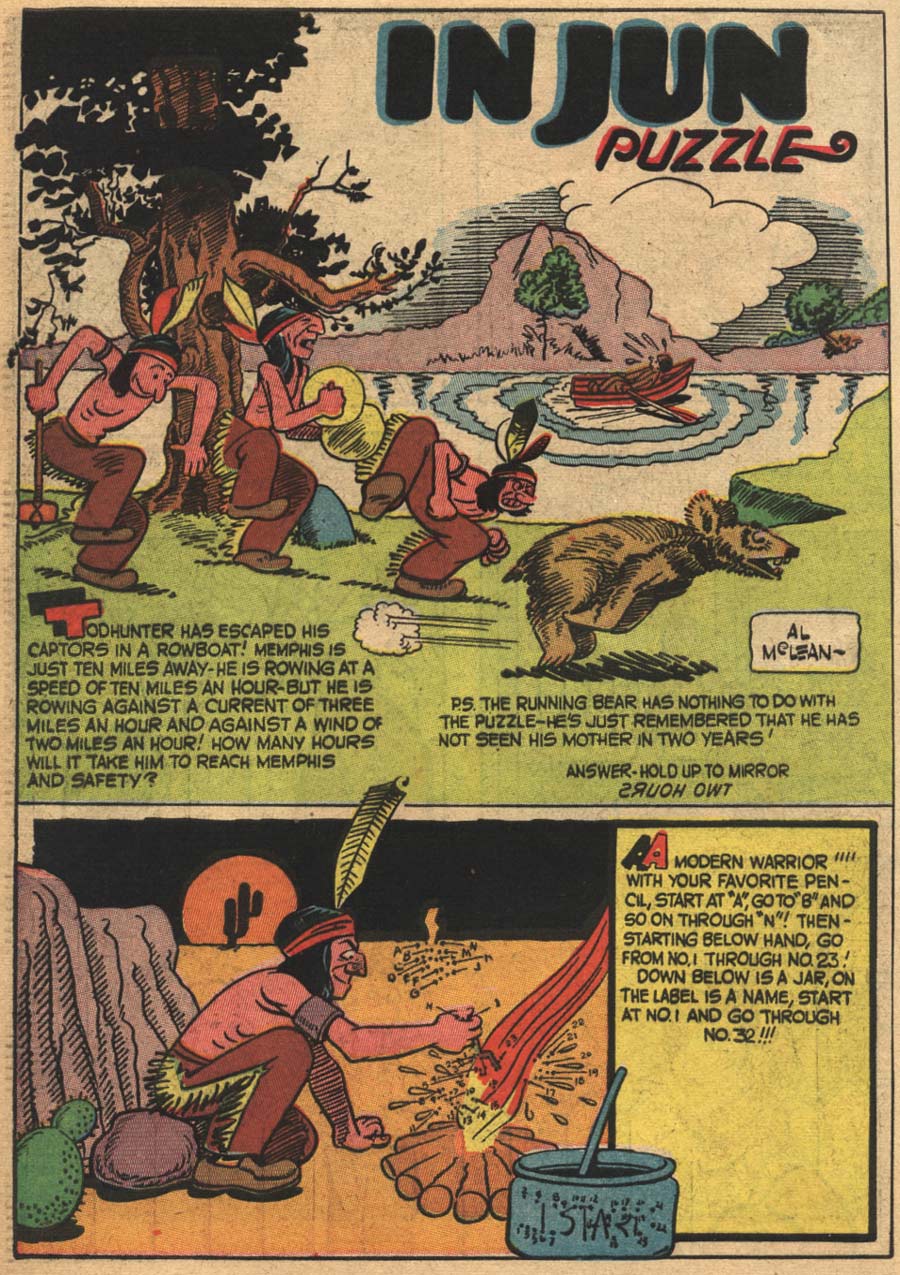 INJUN
PUZZLE
TODHUNTER HAS ESCAPED HIS
CAPTORS IN A ROWBOAT! MEMPHIS IS
JUST TEN MILES AWAY-HE IS ROWING AT A
SPEED OF TEN MILES AN HOUR-BUT HE IS
ROWING AGAINST A CURRENT OF THREE
MILES AN HOUR AND AGAINST A WIND OF
TWO MILES AN HOUR! HOW MANY HOURS
WILL IT TAKE HIM TO REACH MEMPHIS
AND SAFETY?
AL
McLEAN~
P.S. THE RUNNING BEAR HAS NOTHING TO DO WITH
THE PUZZLE-HE'S JUST REMEMBERED THAT HE HAS
NOT SEEN HIS MOTHER IN TWO YEARS!
ANSWER-HOLD UP TO MIRROR
TWO HOURS
A MODERN WARRIOR ""
WITH YOUR FAVORITE PEN-
CIL, START AT "A", GO TO "B" AND
SO ON THROUGH "N"! THEN-
STARTING BELOW HAND, GO
FROM NO. 1 THROUGH NO. 23!
DOWN BELOW IS A JAR, ON
THE LABEL IS A NAME, START
AT NO. 1 AND GO THROUGH
NO. 32!!!
START